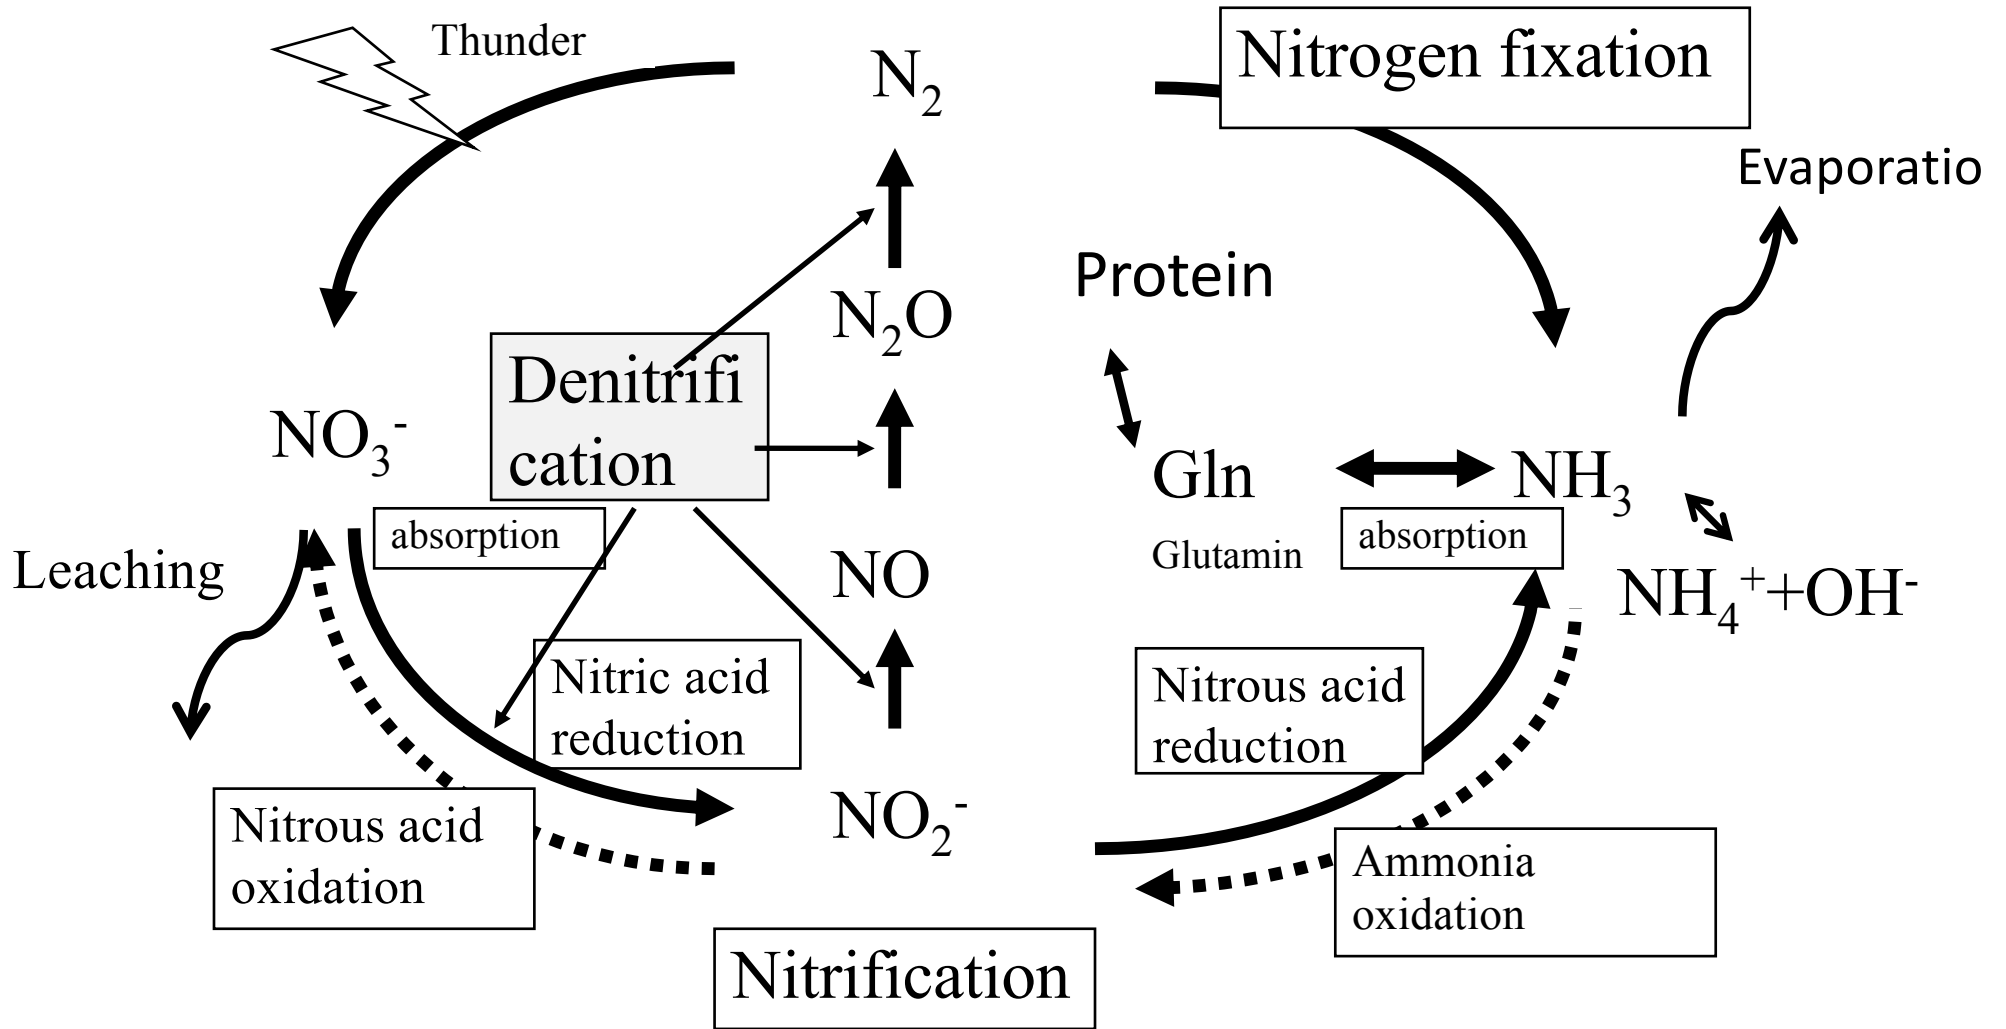 Thunder
N₂
Nitrogen fixation
Evaporatio
Protein
N₂O
Denitrifi
cation
NO₃⁻
Gln
NH₃
absorption
absorption
Leaching
NO
Glutamin
NH₄⁺+OH⁻
Nitric acid
reduction
Nitrous acid
reduction
NO₂⁻
Nitrous acid
oxidation
Ammonia
oxidation
Nitrification